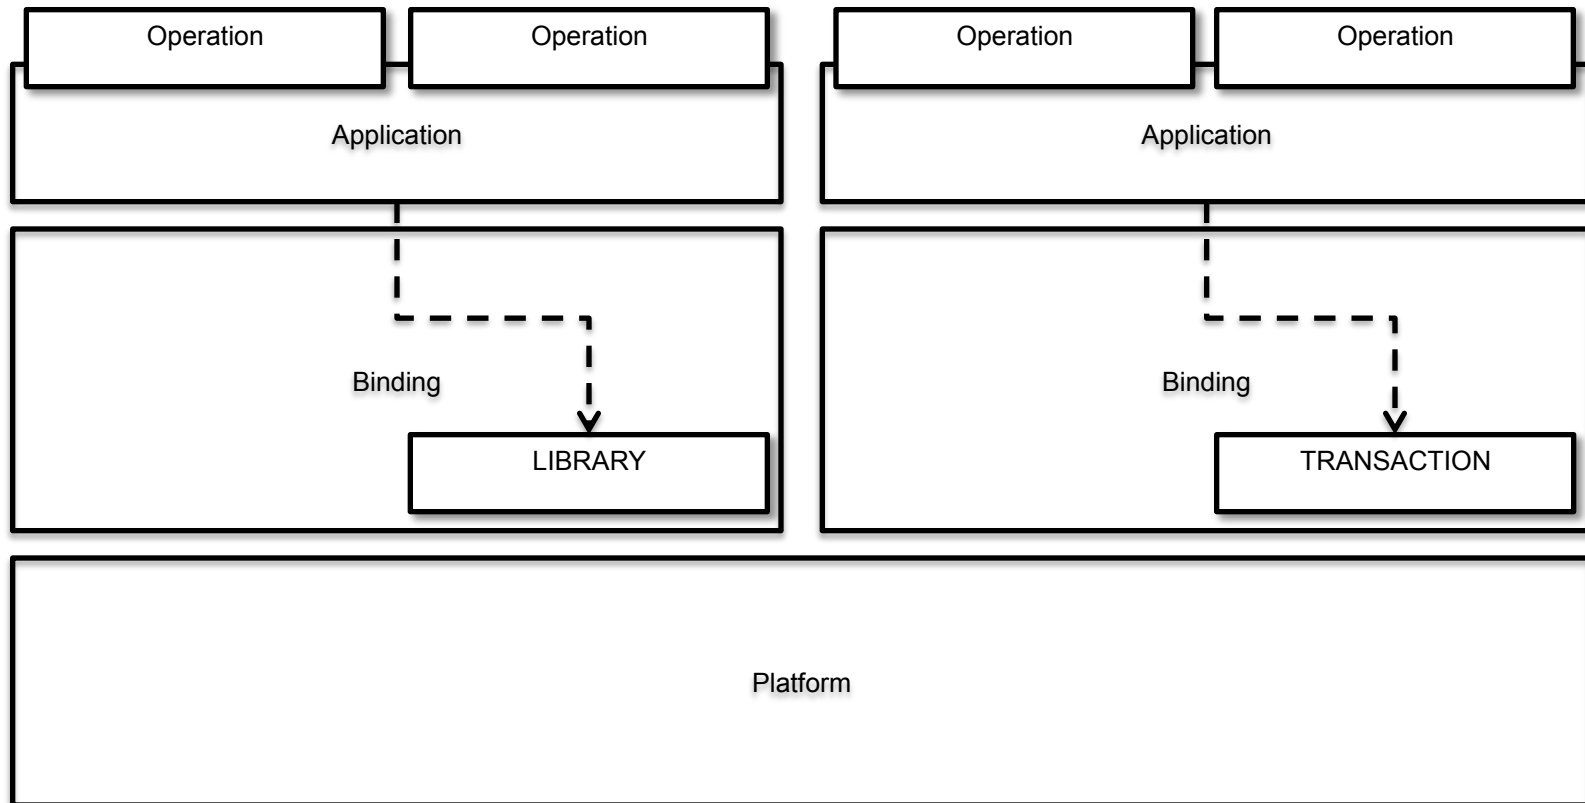 Operation
Operation
Operation
Operation
Application
Application
Binding
Binding
LIBRARY
TRANSACTION
Platform